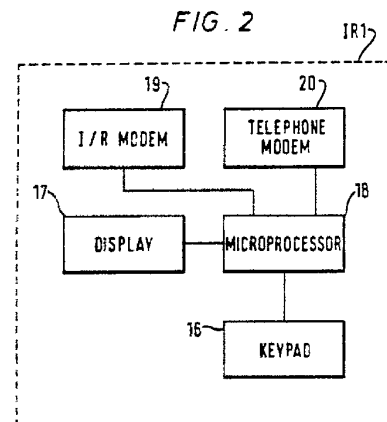 FIG. 2
IR1
19
20
I/R MODEM
TELEPHONE
MODEM
17
18
DISPLAY
MICROPROCESSOR
16
KEYPAD